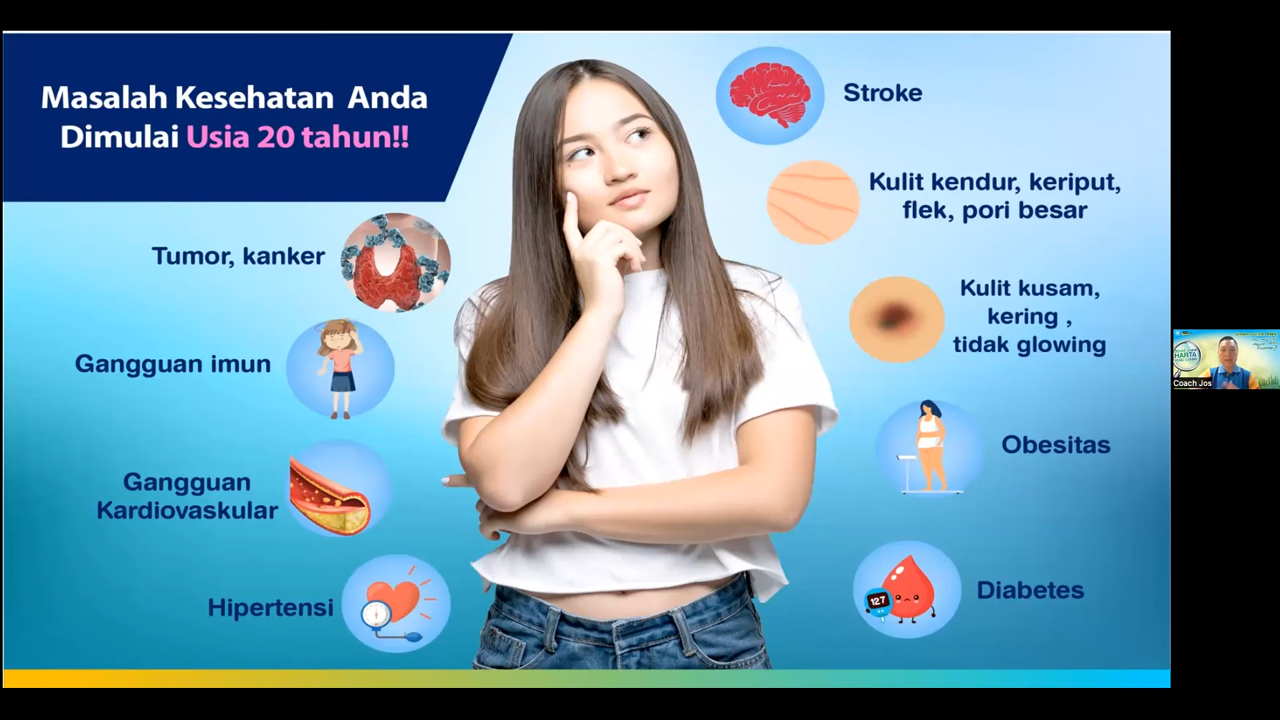 Masalah Kesehatan Anda
Dimulai Usia 20 tahun!!
Tumor, kanker
Gangguan imun
Gangguan
Kardiovaskular
Hipertensi
Stroke
Kulit kendur, keriput,
flek, pori besar
Kulit kusam,
kering ,
tidak glowing
Obesitas
Diabetes
127
HARTA
Coach Jos